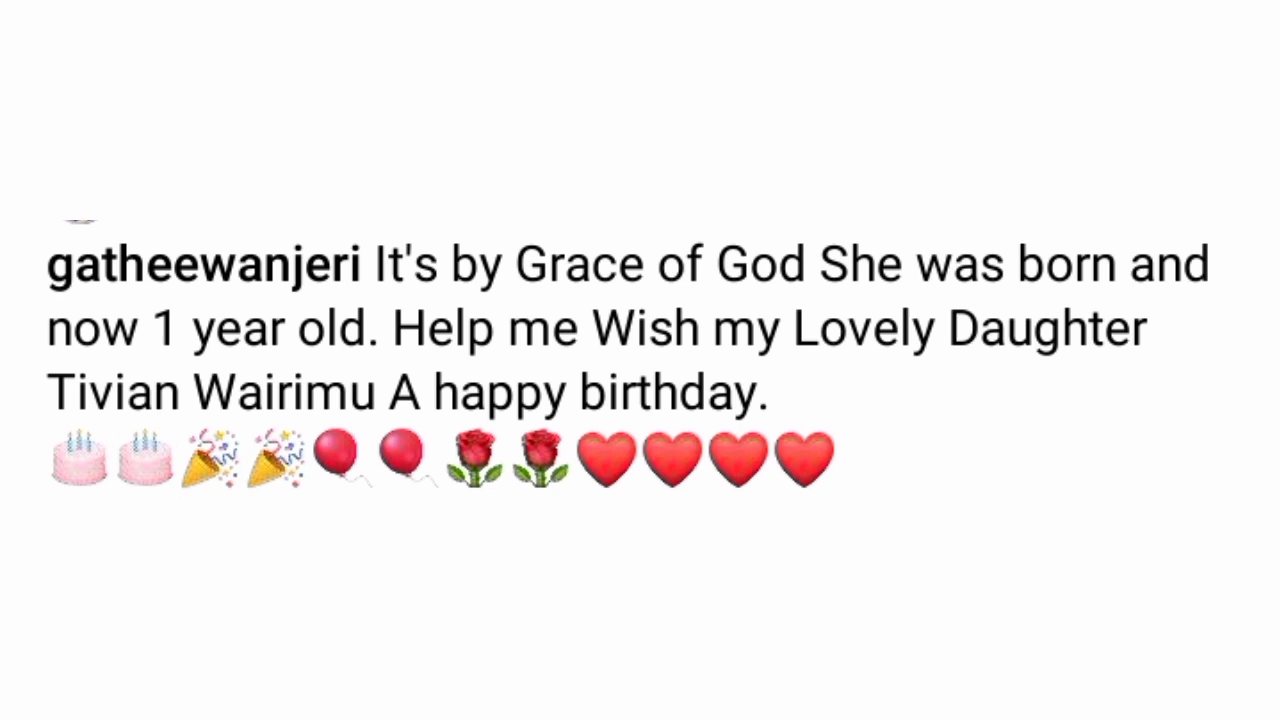 gatheewanjeri It's by Grace of God She was born and
now 1 year old. Help me Wish my Lovely Daughter
Tivian Wairimu A happy birthday.
🎂🎂🎉🎉🎈🎈🌹🌹❤️❤️❤️❤️